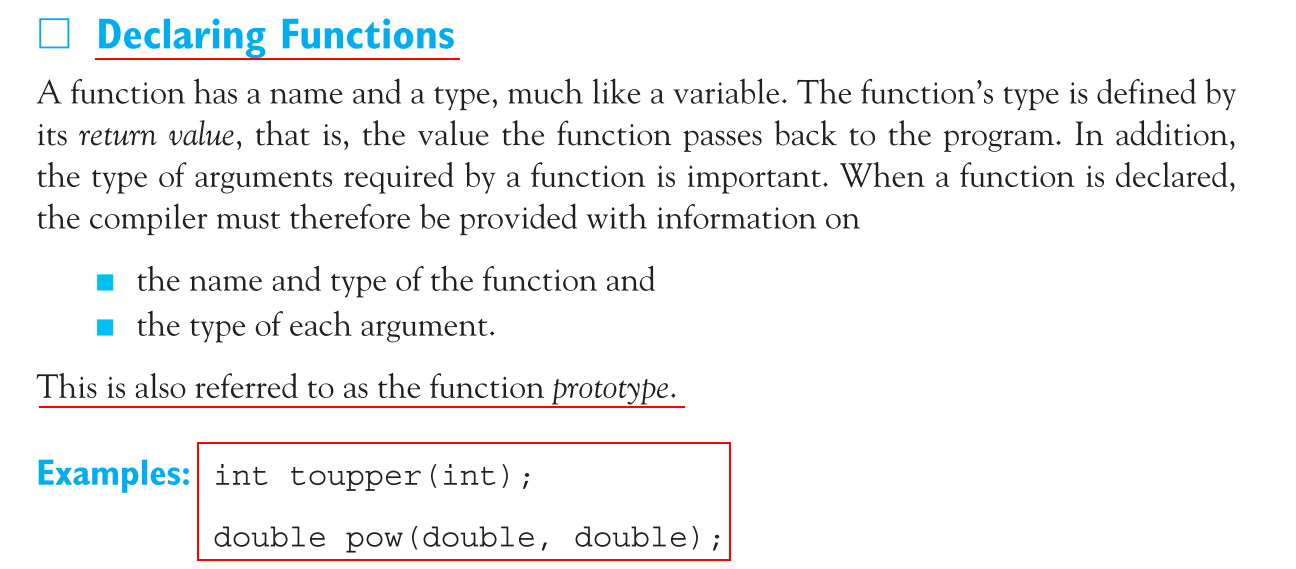 Declaring Functions
A function has a name and a type, much like a variable. The function’s type is defined by
its return value, that is, the value the function passes back to the program. In addition,
the type of arguments required by a function is important. When a function is declared,
the compiler must therefore be provided with information on
the name and type of the function and
the type of each argument.
This is also referred to as the function prototype.
Examples: int toupper(int);
double pow(double, double);